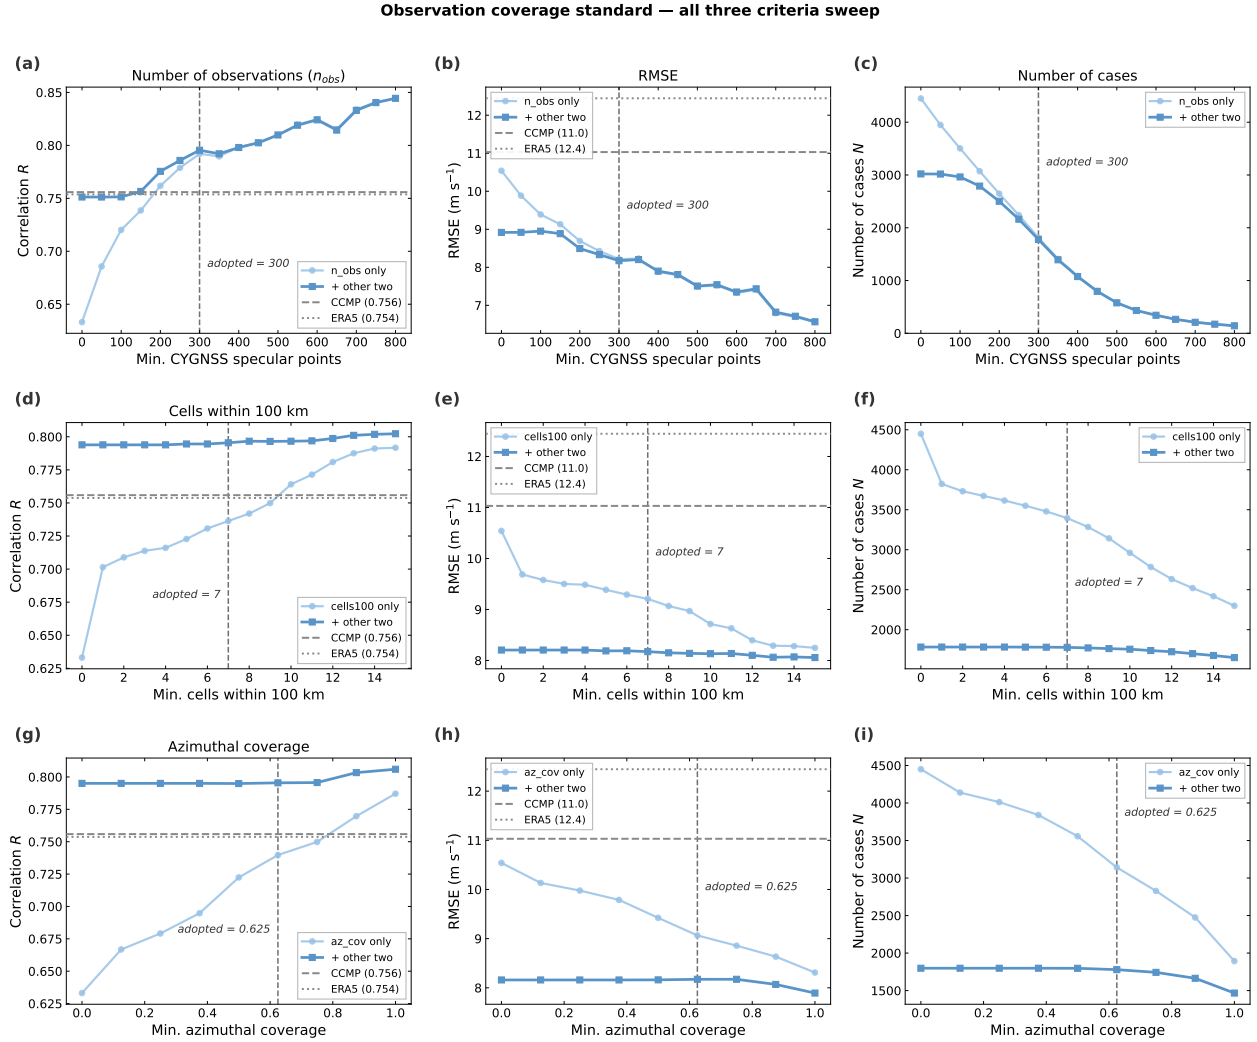 Observation coverage standard — all three criteria sweep
(a)
Number of observations (n_obs)
Correlation R
0.85
0.80
0.75
0.70
0.65
adopted = 300
n_obs only
+ other two
CCMP (0.756)
ERA5 (0.754)
0 100 200 300 400 500 600 700 800
Min. CYGNSS specular points
(b)
RMSE
RMSE (m s⁻¹)
12
11
10
9
8
7
n_obs only
+ other two
CCMP (11.0)
ERA5 (12.4)
adopted = 300
0 100 200 300 400 500 600 700 800
Min. CYGNSS specular points
(c)
Number of cases
Number of cases N
4000
3000
2000
1000
0
n_obs only
+ other two
adopted = 300
0 100 200 300 400 500 600 700 800
Min. CYGNSS specular points
(d)
Cells within 100 km
Correlation R
0.800
0.775
0.750
0.725
0.700
0.675
0.650
0.625
adopted = 7
cells100 only
+ other two
CCMP (0.756)
ERA5 (0.754)
0 2 4 6 8 10 12 14
Min. cells within 100 km
(e)
RMSE (m s⁻¹)
12
11
10
9
8
cells100 only
+ other two
CCMP (11.0)
ERA5 (12.4)
adopted = 7
0 2 4 6 8 10 12 14
Min. cells within 100 km
(f)
Number of cases N
4500
4000
3500
3000
2500
2000
cells100 only
+ other two
adopted = 7
0 2 4 6 8 10 12 14
Min. cells within 100 km
(g)
Azimuthal coverage
Correlation R
0.800
0.775
0.750
0.725
0.700
0.675
0.650
0.625
adopted = 0.625
az_cov only
+ other two
CCMP (0.756)
ERA5 (0.754)
0.0 0.2 0.4 0.6 0.8 1.0
Min. azimuthal coverage
(h)
RMSE (m s⁻¹)
12
11
10
9
8
az_cov only
+ other two
CCMP (11.0)
ERA5 (12.4)
adopted = 0.625
0.0 0.2 0.4 0.6 0.8 1.0
Min. azimuthal coverage
(i)
Number of cases N
4500
4000
3500
3000
2500
2000
1500
az_cov only
+ other two
adopted = 0.625
0.0 0.2 0.4 0.6 0.8 1.0
Min. azimuthal coverage